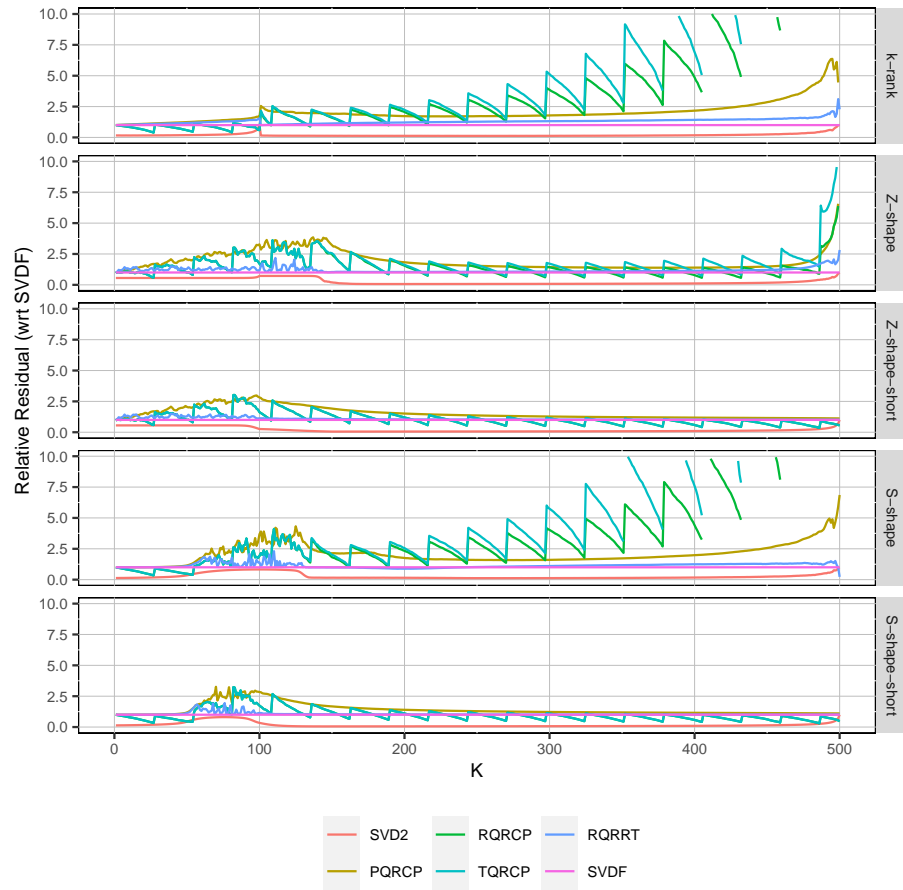 Relative Residual (wrt SVDF)
10.0
7.5
5.0
2.5
0.0
k−rank
10.0
7.5
5.0
2.5
0.0
Z−shape
10.0
7.5
5.0
2.5
0.0
Z−shape−short
10.0
7.5
5.0
2.5
0.0
S−shape
10.0
7.5
5.0
2.5
0.0
S−shape−short
0 100 200 300 400 500
K
SVD2 RQRCP RQRRT
PQRCP TQRCP SVDF